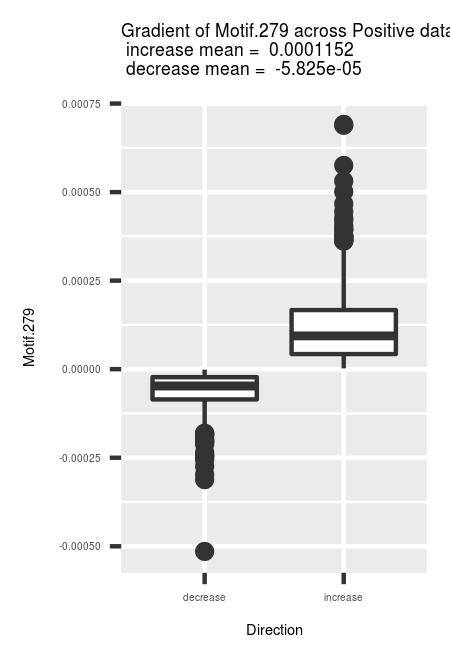 Gradient of Motif.279 across Positive data
increase mean =  0.0001152
decrease mean =  -5.825e-05
0.00075
0.00050
0.00025
0.00000
-0.00025
-0.00050
Motif.279
decrease
increase
Direction